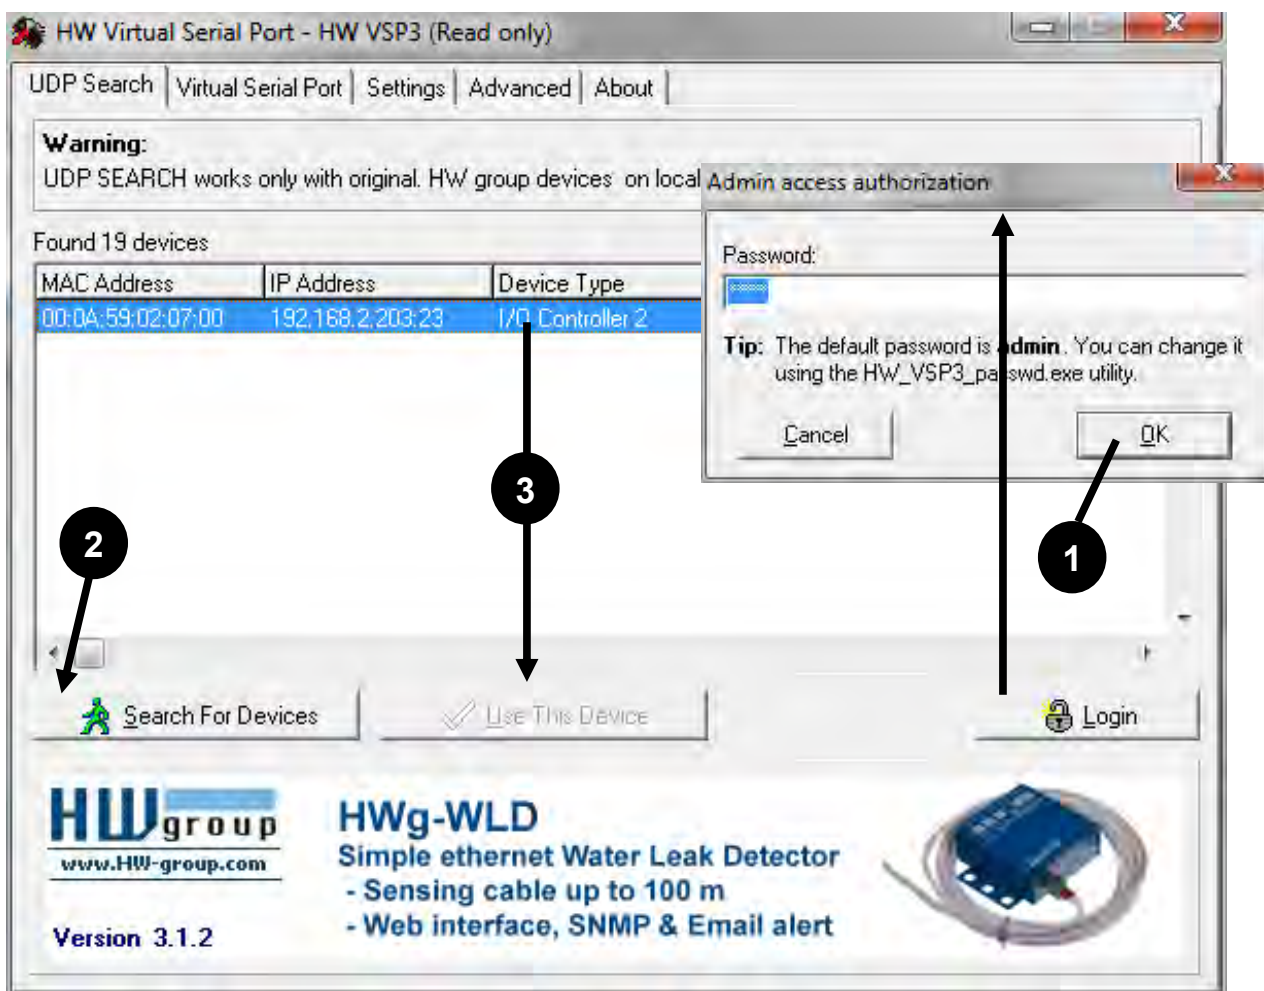 HW Virtual Serial Port - HW VSP3 (Read only)
UDP Search Virtual Serial Port Settings Advanced About
Warning:
UDP SEARCH works only with original. HW group devices on local
Admin access authorization
Password:
Tip: The default password is admin. You can change it
using the HW_VSP3_passwd.exe utility.
Cancel OK
Found 19 devices
MAC Address IP Address Device Type
00:0A:59:02:07:00 192.168.2.203:23 I/O Controller 2
3
2
1
Search For Devices Use This Device Login
HW group
www.HW-group.com
Version 3.1.2
HWg-WLD
Simple ethernet Water Leak Detector
- Sensing cable up to 100 m
- Web interface, SNMP & Email alert